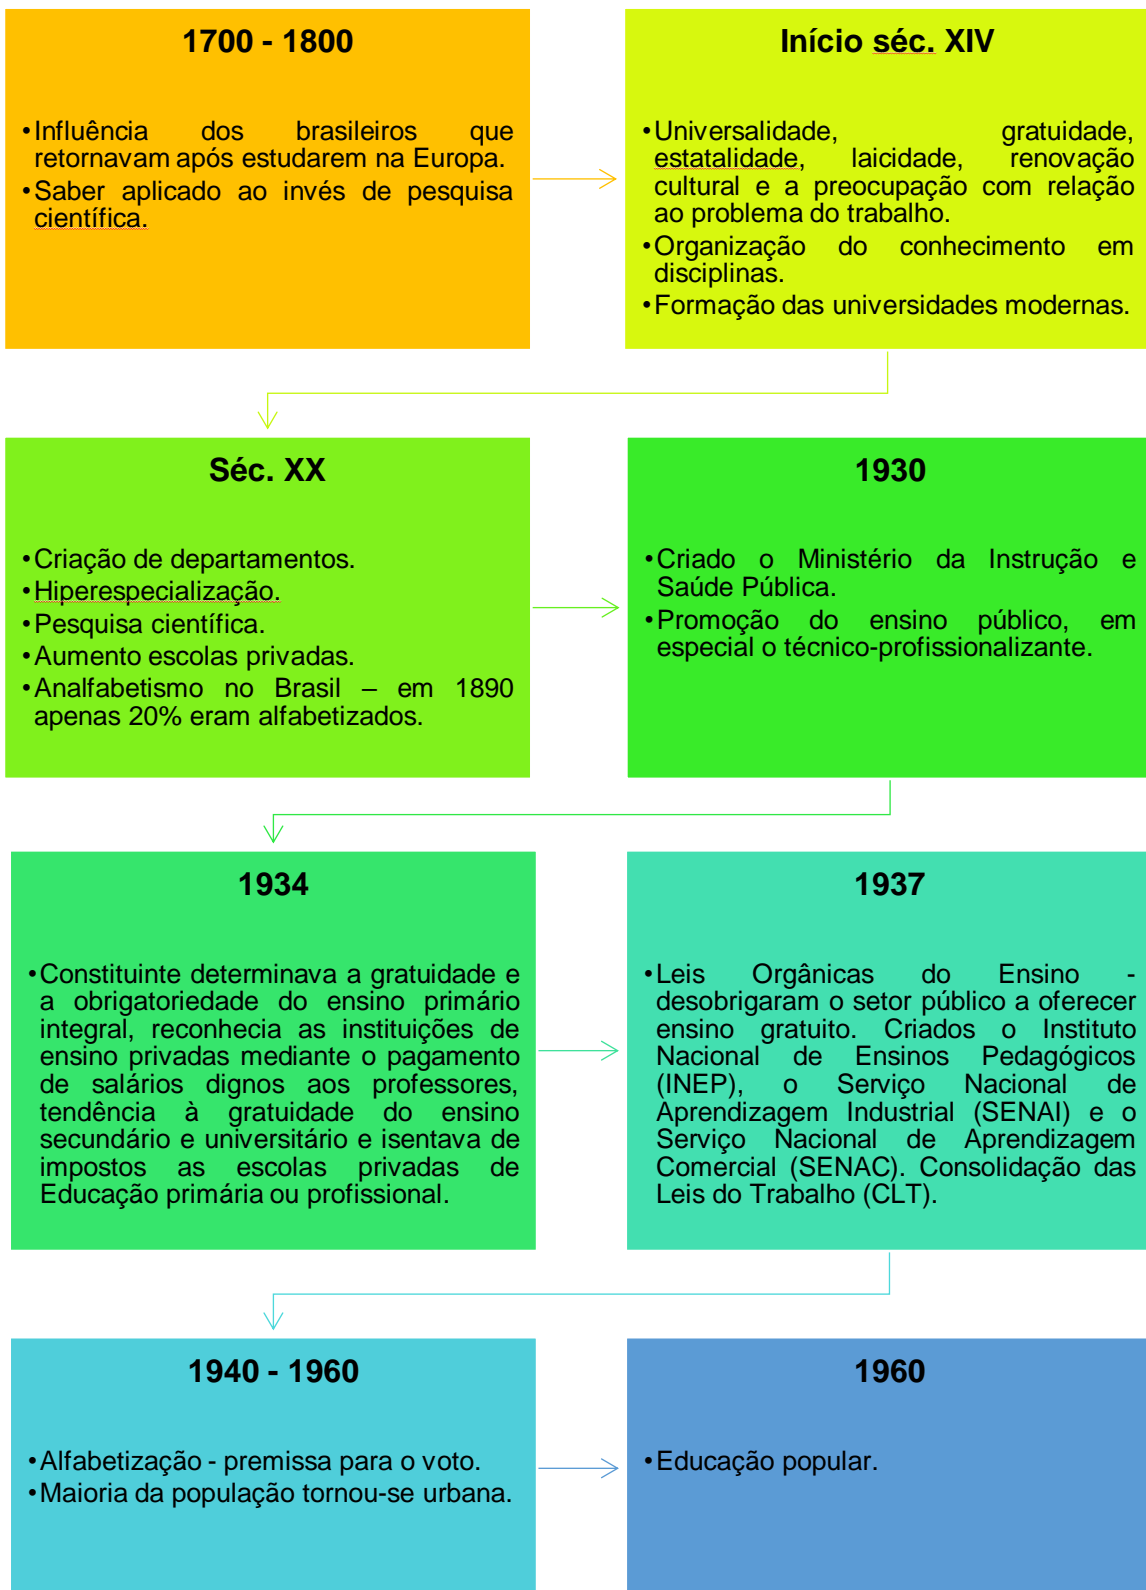 1700 - 1800
•Influência dos brasileiros que
retornavam após estudarem na Europa.
•Saber aplicado ao invés de pesquisa
científica.
Início séc. XIV
•Universalidade, gratuidade,
estatalidade, laicidade, renovação
cultural e a preocupação com relação
ao problema do trabalho.
•Organização do conhecimento em
disciplinas.
•Formação das universidades modernas.
Séc. XX
•Criação de departamentos.
•Hiperespecialização.
•Pesquisa científica.
•Aumento escolas privadas.
•Analfabetismo no Brasil – em 1890
apenas 20% eram alfabetizados.
1930
•Criado o Ministério da Instrução e
Saúde Pública.
•Promoção do ensino público, em
especial o técnico-profissionalizante.
1934
•Constituinte determinava a gratuidade e
a obrigatoriedade do ensino primário
integral, reconhecia as instituições de
ensino privadas mediante o pagamento
de salários dignos aos professores,
tendência à gratuidade do ensino
secundário e universitário e isentava de
impostos as escolas privadas de
Educação primária ou profissional.
1937
•Leis Orgânicas do Ensino -
desobrigaram o setor público a oferecer
ensino gratuito. Criados o Instituto
Nacional de Ensinos Pedagógicos
(INEP), o Serviço Nacional de
Aprendizagem Industrial (SENAI) e o
Serviço Nacional de Aprendizagem
Comercial (SENAC). Consolidação das
Leis do Trabalho (CLT).
1940 - 1960
•Alfabetização - premissa para o voto.
•Maioria da população tornou-se urbana.
1960
•Educação popular.